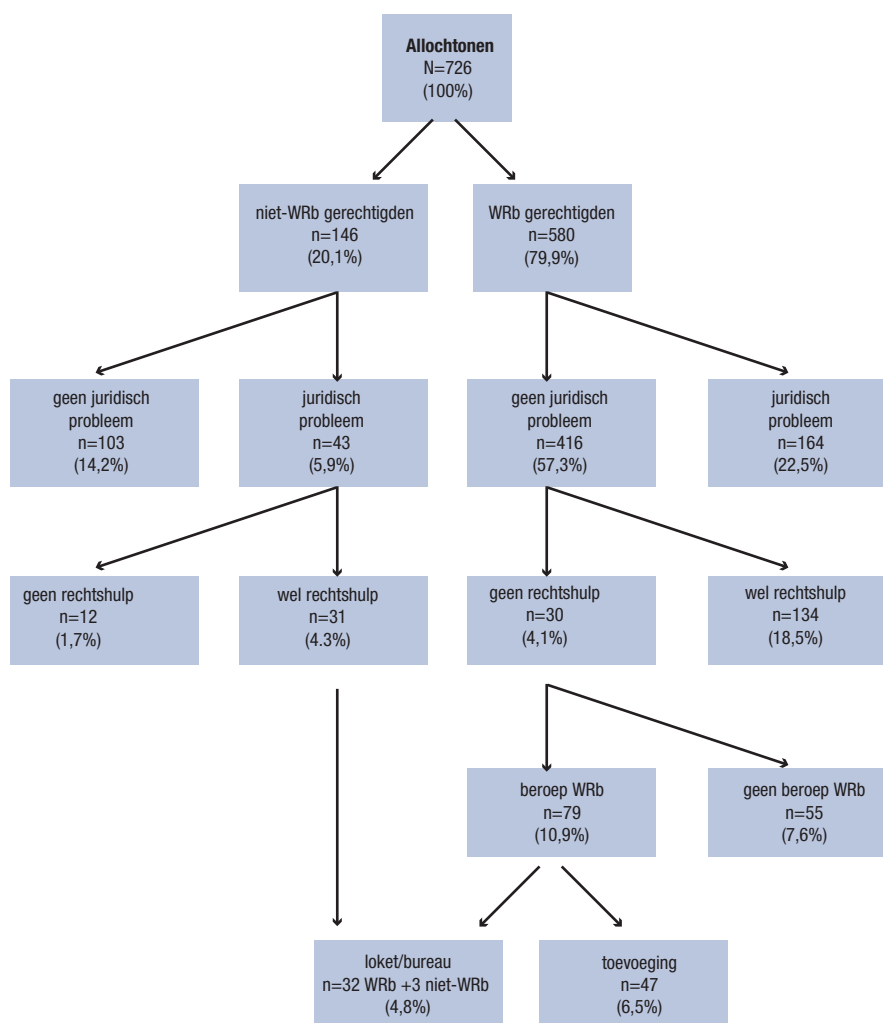 Allochtonen
N=726
(100%)
niet-WRb gerechtigden
n=146
(20,1%)
WRb gerechtigden
n=580
(79,9%)
geen juridisch
probleem
n=103
(14,2%)
juridisch
probleem
n=43
(5,9%)
geen juridisch
probleem
n=416
(57,3%)
juridisch
probleem
n=164
(22,5%)
geen rechtshulp
n=12
(1,7%)
wel rechtshulp
n=31
(4.3%)
geen rechtshulp
n=30
(4,1%)
wel rechtshulp
n=134
(18,5%)
beroep WRb
n=79
(10,9%)
geen beroep WRb
n=55
(7,6%)
loket/bureau
n=32 WRb +3 niet-WRb
(4,8%)
toevoeging
n=47
(6,5%)